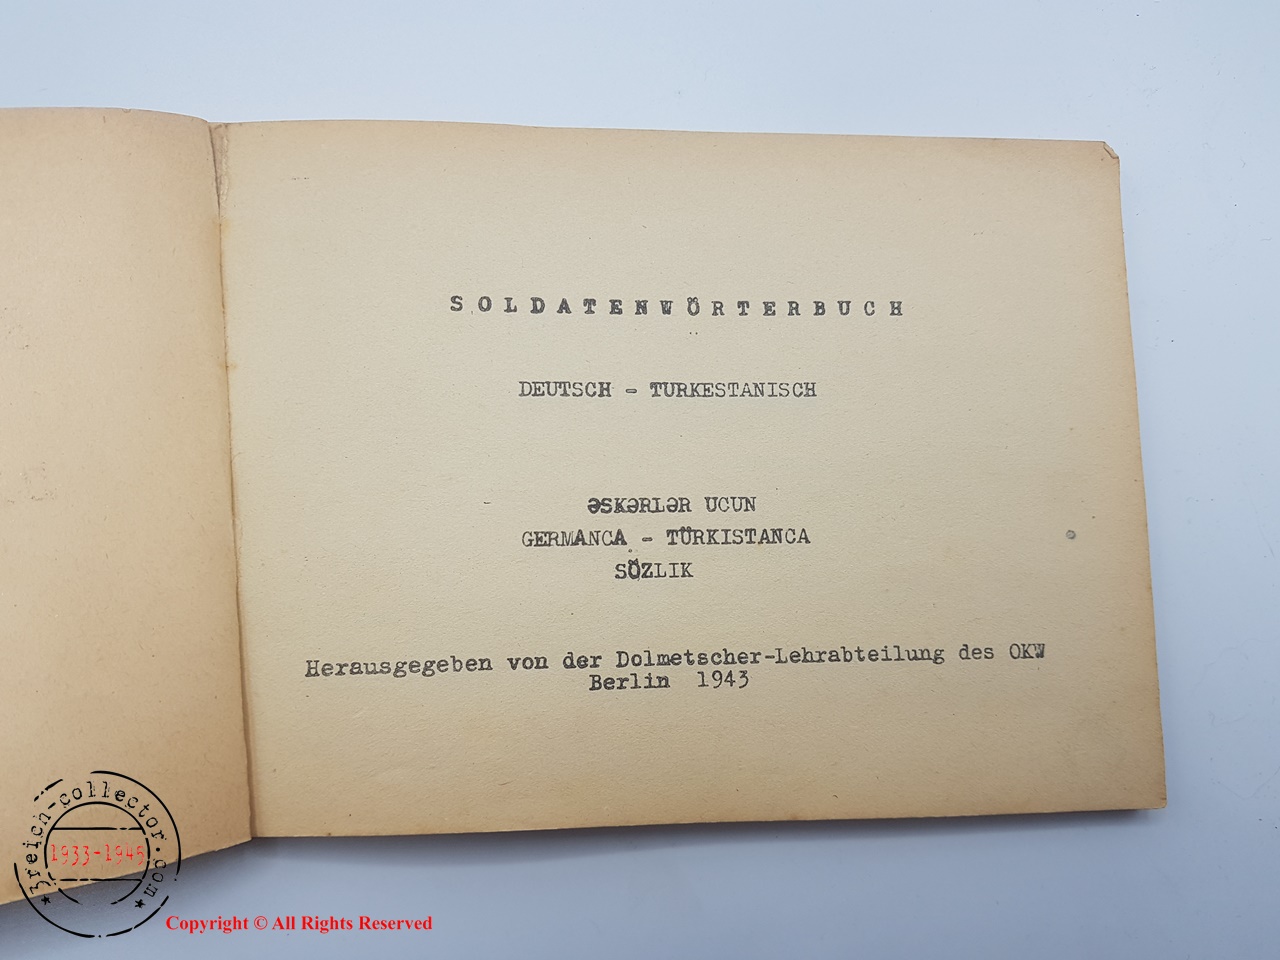 SOLDATENWÖRTERBUCH
DEUTSCH - TURKESTANISCH
ƏSKƏRLƏR UCUN
GERMANCA - TÜRKISTANCA
SÖZLIK
Herausgegeben von der Dolmetscher-Lehrabteilung des OKW
Berlin 1943
3reich-collector.com
1933-1945
Copyright © All Rights Reserved